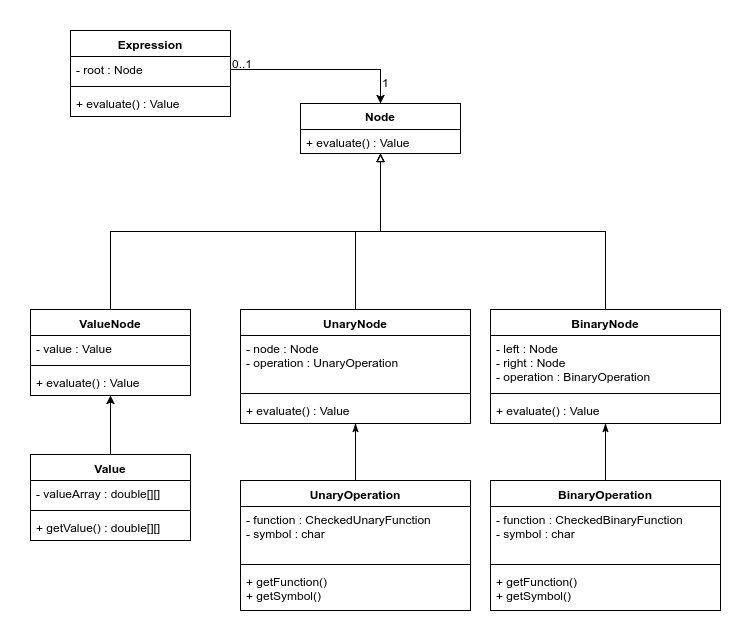 Expression
- root : Node
+ evaluate() : Value
0..1
1
Node
+ evaluate() : Value
ValueNode
- value : Value
+ evaluate() : Value
UnaryNode
- node : Node
- operation : UnaryOperation
+ evaluate() : Value
BinaryNode
- left : Node
- right : Node
- operation : BinaryOperation
+ evaluate() : Value
Value
- valueArray : double[][]
+ getValue() : double[][]
UnaryOperation
- function : CheckedUnaryFunction
- symbol : char
+ getFunction()
+ getSymbol()
BinaryOperation
- function : CheckedBinaryFunction
- symbol : char
+ getFunction()
+ getSymbol()